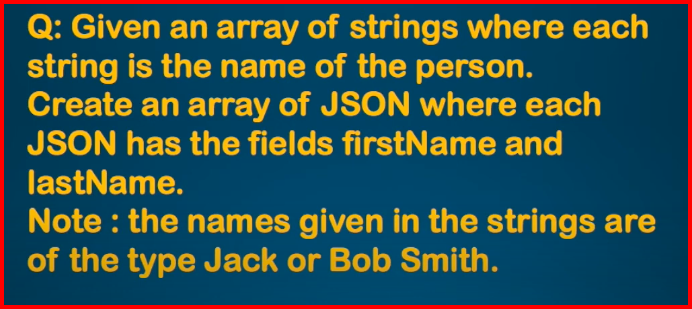 Q: Given an array of strings where each
string is the name of the person.
Create an array of JSON where each
JSON has the fields firstName and
lastName.
Note : the names given in the strings are
of the type Jack or Bob Smith.